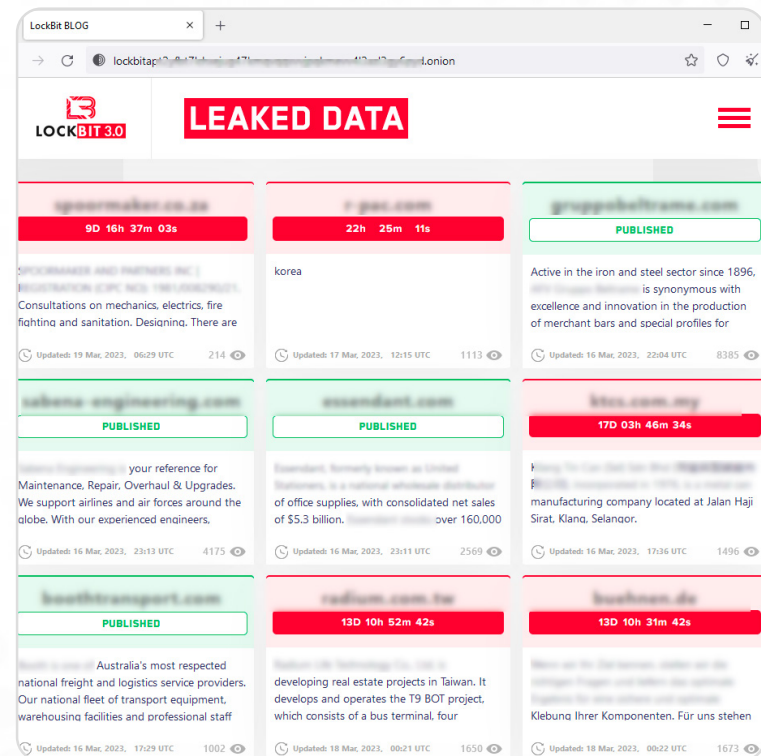 LockBit BLOG
.onion
LOCKBIT 3.0
LEAKED DATA
9D 16h 37m 03s
Consultations on mechanics, electrics, fire
fighting and sanitation. Designing. There are
Updated: 19 Mar, 2023, 06:29 UTC 214
22h 25m 11s
korea
Updated: 17 Mar, 2023, 12:15 UTC 1113
PUBLISHED
Active in the iron and steel sector since 1896,
is synonymous with
excellence and innovation in the production
of merchant bars and special profiles for
Updated: 16 Mar, 2023, 22:04 UTC 8385
PUBLISHED
your reference for
Maintenance, Repair, Overhaul & Upgrades.
We support airlines and air forces around the
globe. With our experienced engineers,
Updated: 16 Mar, 2023, 23:13 UTC 4175
PUBLISHED
of office supplies, with consolidated net sales
of $5.3 billion. over 160,000
Updated: 16 Mar, 2023, 23:11 UTC 2569
17D 03h 46m 34s
manufacturing company located at Jalan Haji
Sirat, Klang, Selangor.
Updated: 16 Mar, 2023, 17:36 UTC 1496
PUBLISHED
Australia's most respected
national freight and logistics service providers.
Our national fleet of transport equipment,
warehousing facilities and professional staff
Updated: 16 Mar, 2023, 17:29 UTC 1002
13D 10h 52m 42s
developing real estate projects in Taiwan. It
develops and operates the T9 BOT project,
which consists of a bus terminal, four
Updated: 18 Mar, 2023, 00:21 UTC 1650
13D 10h 31m 42s
Klebung Ihrer Komponenten. Für uns stehen
Updated: 18 Mar, 2023, 00:22 UTC 1673